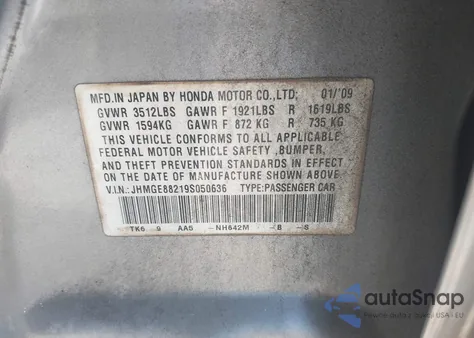 MFD.IN JAPAN BY HONDA MOTOR CO.,LTD. 01/'09
GVWR 3512LBS GAWR F 1921LBS R 1619LBS
GVWR 1594KG GAWR F 872 KG R 735 KG
THIS VEHICLE CONFORMS TO ALL APPLICABLE
FEDERAL MOTOR VEHICLE SAFETY ,BUMPER,
AND THEFT PREVENTION STANDARDS IN EFFECT
ON THE DATE OF MANUFACTURE SHOWN ABOVE.
V.I.N.: JHMGE88219S050636 TYPE:PASSENGER CAR
TK6 9 AA5 -NH642M -B -S
autoSnap